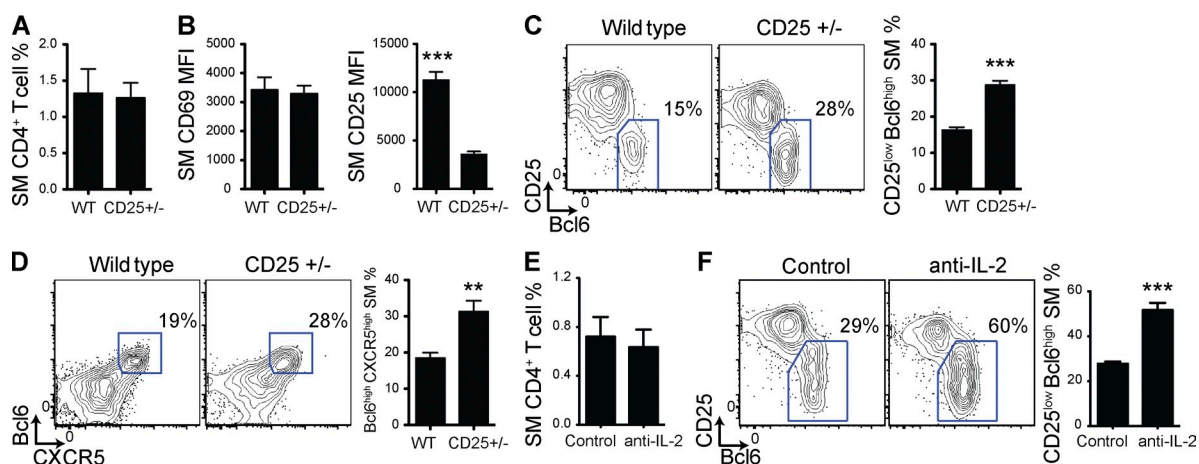 A
SM CD4+ T cell %
2.0
1.5
1.0
0.5
0.0
WT CD25+/-
B
SM CD69 MFI
5000
4000
3000
2000
1000
0
WT CD25+/-
SM CD25 MFI
15000
10000
5000
0
***
WT CD25+/-
C
Wild type CD25 +/-
15% 28%
CD25
0
0
Bcl6
CD25low Bcl6high SM %
40
30
20
10
0
***
WT CD25+/-
D
Wild type CD25 +/-
19% 28%
Bcl6
0
0
CXCR5
Bcl6high CXCR5high SM %
40
30
20
10
0
**
WT CD25+/-
E
SM CD4+ T cell %
1.2
0.8
0.4
0.0
Control anti-IL-2
F
Control anti-IL-2
29% 60%
CD25
0
0
Bcl6
CD25low Bcl6high SM %
60
40
20
0
***
Control anti-IL-2